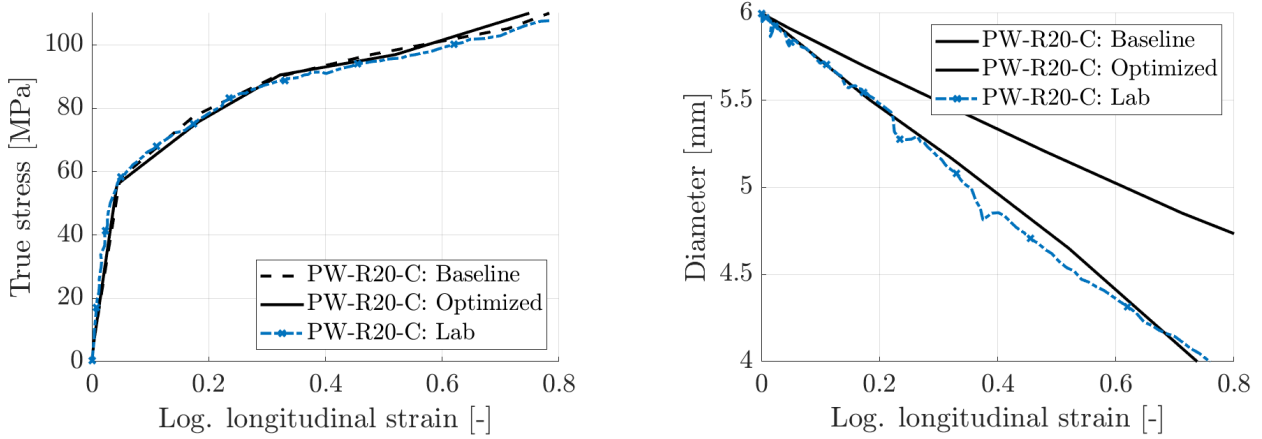 True stress [MPa]
100
80
60
40
20
0
PW-R20-C: Baseline
PW-R20-C: Optimized
PW-R20-C: Lab
0 0.2 0.4 0.6 0.8
Log. longitudinal strain [-]
Diameter [mm]
6
5.5
5
4.5
4
PW-R20-C: Baseline
PW-R20-C: Optimized
PW-R20-C: Lab
0 0.2 0.4 0.6 0.8
Log. longitudinal strain [-]